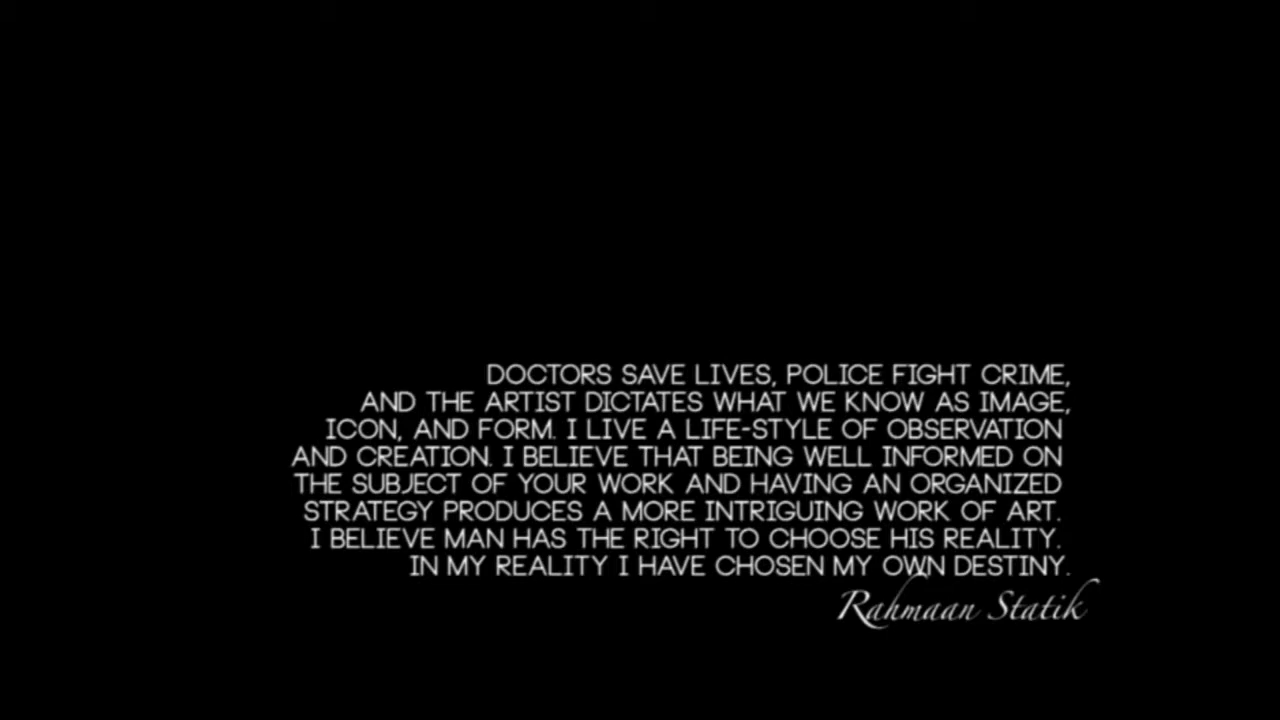 DOCTORS SAVE LIVES, POLICE FIGHT CRIME,
AND THE ARTIST DICTATES WHAT WE KNOW AS IMAGE,
ICON, AND FORM. I LIVE A LIFE-STYLE OF OBSERVATION
AND CREATION. I BELIEVE THAT BEING WELL INFORMED ON
THE SUBJECT OF YOUR WORK AND HAVING AN ORGANIZED
STRATEGY PRODUCES A MORE INTRIGUING WORK OF ART.
I BELIEVE MAN HAS THE RIGHT TO CHOOSE HIS REALITY.
IN MY REALITY I HAVE CHOSEN MY OWN DESTINY.
Rahmaan Statik